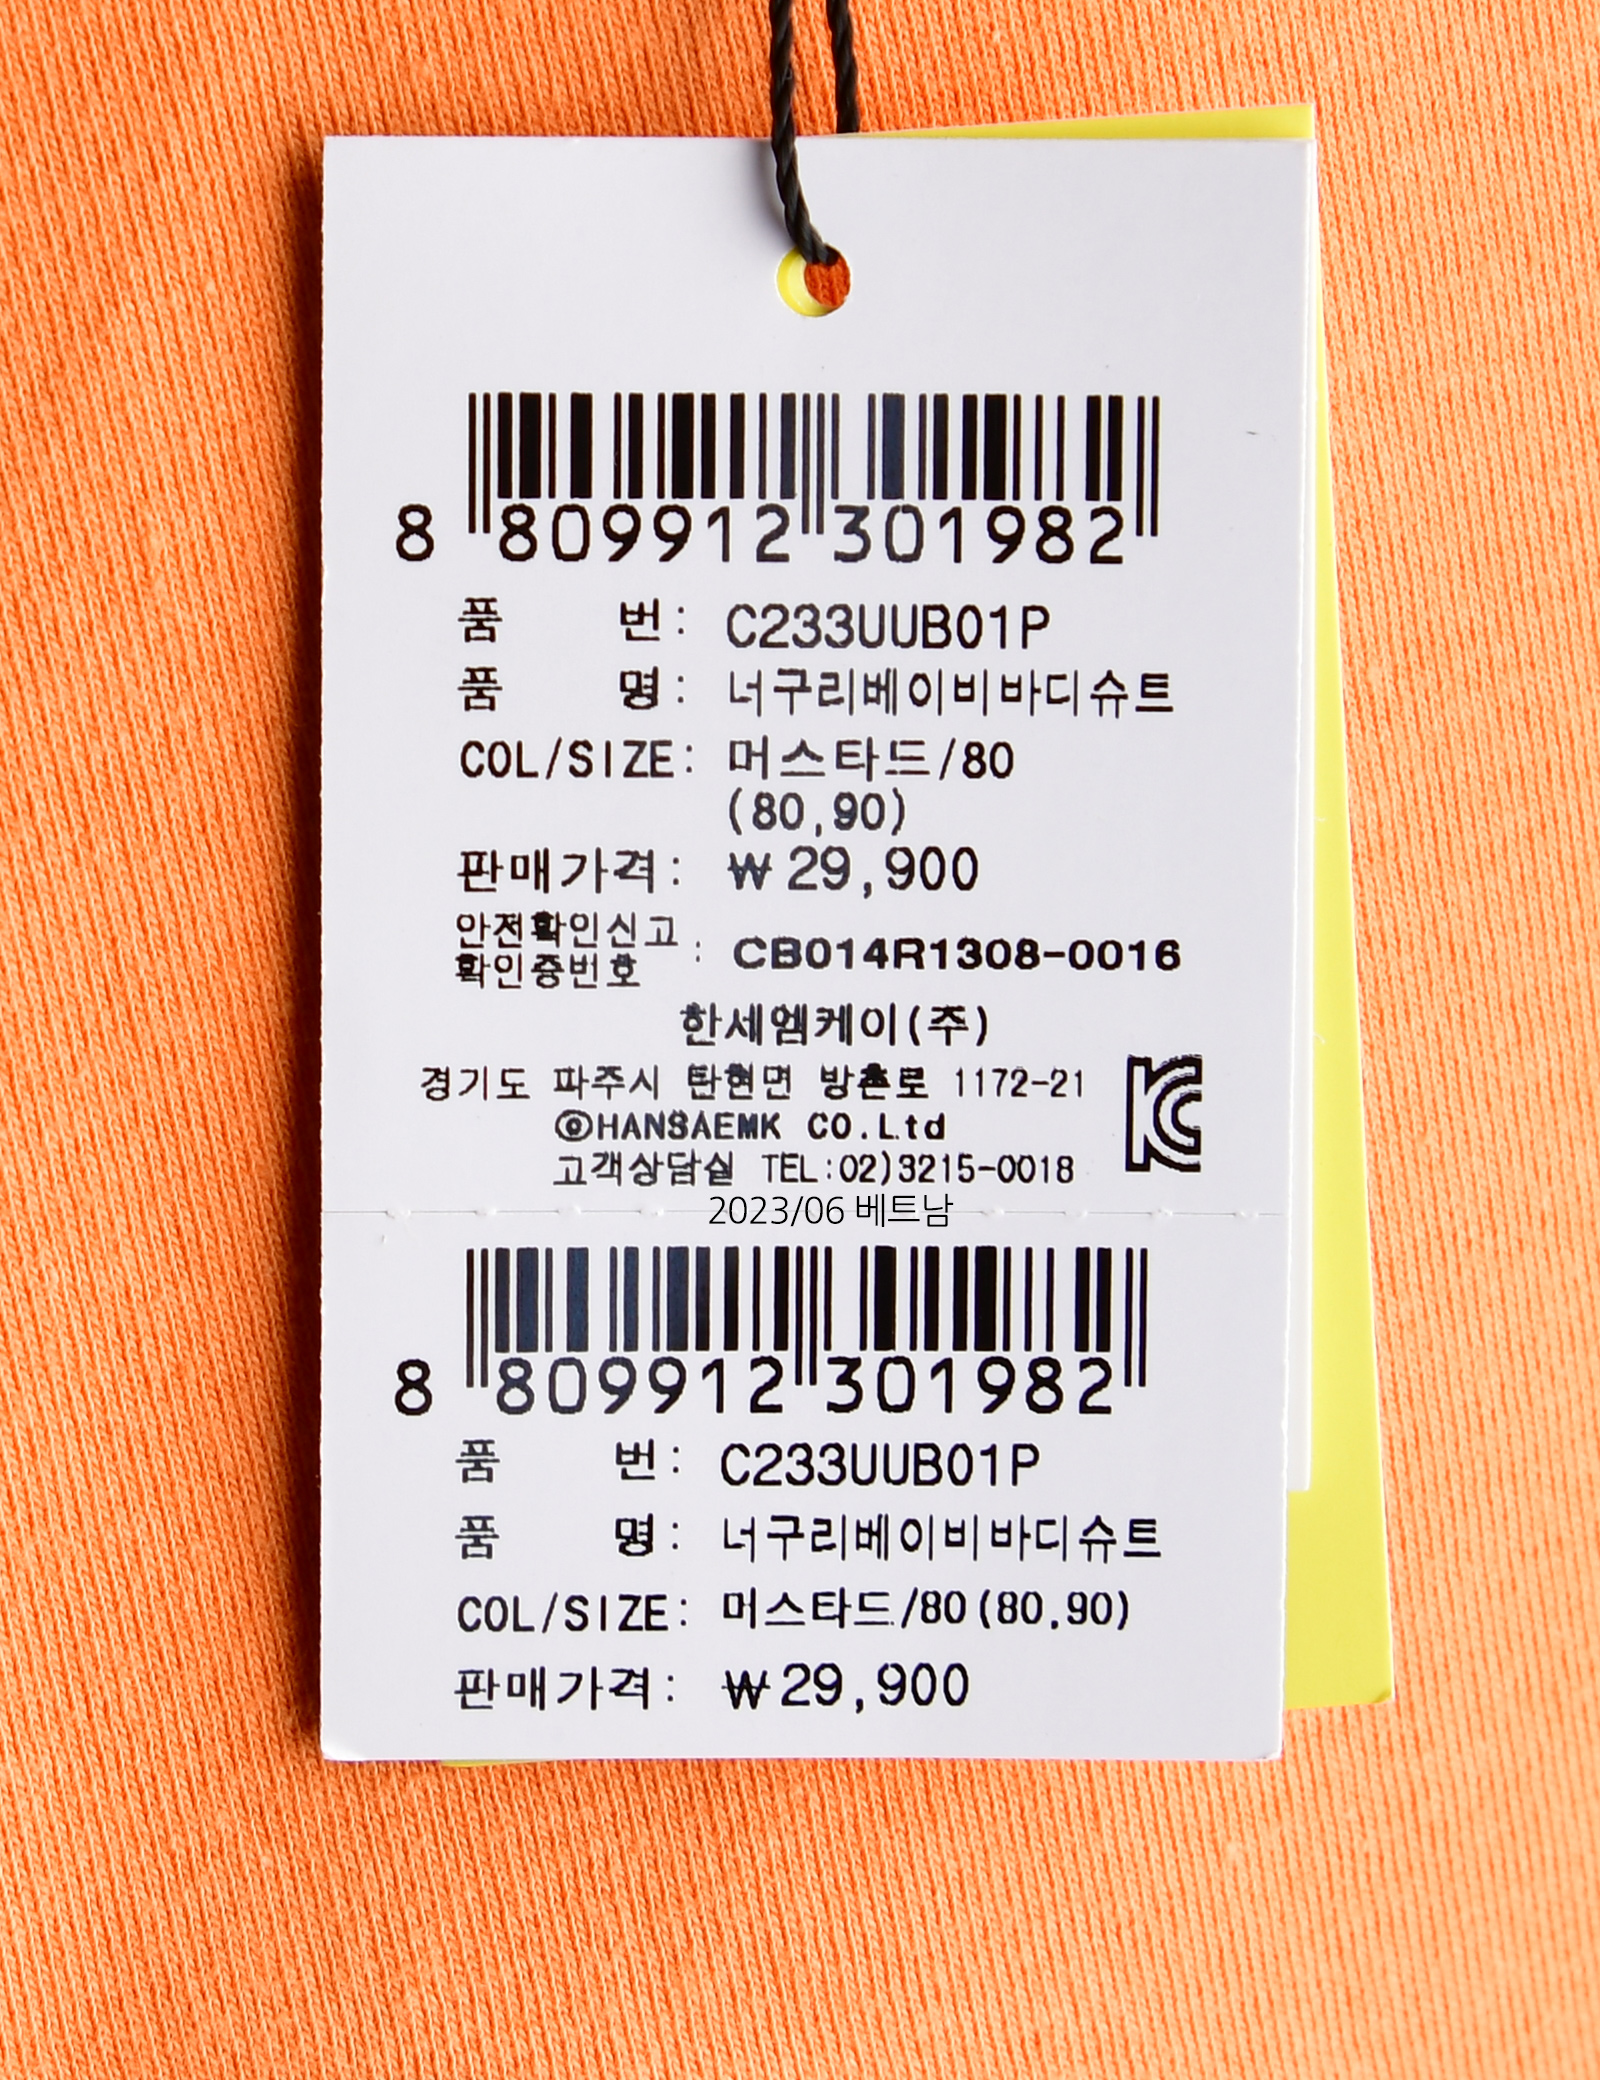 8 809912 301982
품 번: C233UUB01P
품 명: 너구리베이비바디슈트
COL/SIZE: 머스타드/80
(80,90)
판매가격: ₩29,900
안전확인신고
확인증번호 : CB014R1308-0016
한세엠케이(주)
경기도 파주시 탄현면 방촌로 1172-21
◎HANSAEMK CO.Ltd
고객상담실 TEL:02)3215-0018
2023/06 베트남
8 809912 301982
품 번: C233UUB01P
품 명: 너구리베이비바디슈트
COL/SIZE: 머스타드/80(80.90)
판매가격: ₩29,900